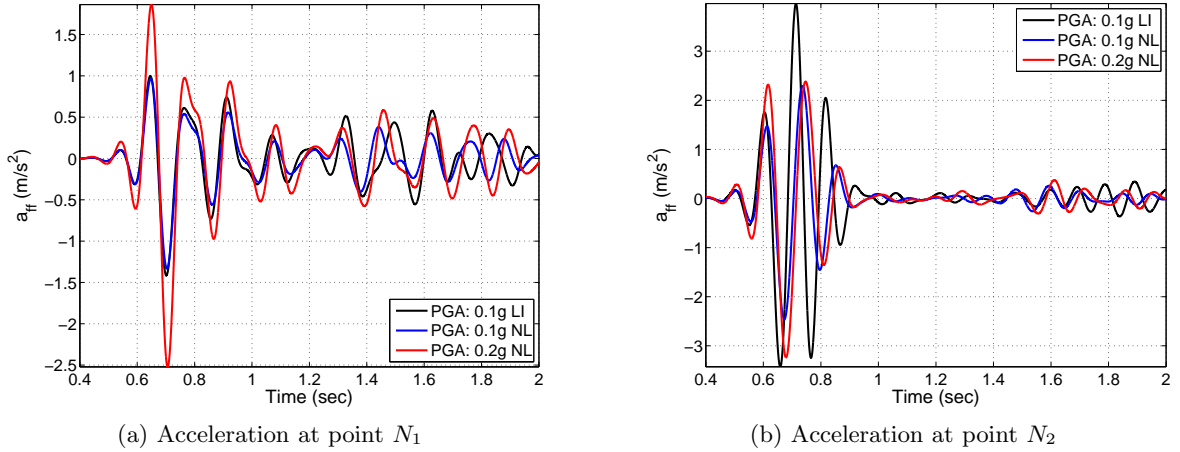 1.5
1
0.5
0
−0.5
−1
−1.5
−2
−2.5
0.4 0.6 0.8 1 1.2 1.4 1.6 1.8 2
a_ff (m/s²)
Time (sec)
PGA: 0.1g LI
PGA: 0.1g NL
PGA: 0.2g NL
(a) Acceleration at point N₁
3
2
1
0
−1
−2
−3
0.4 0.6 0.8 1 1.2 1.4 1.6 1.8 2
a_ff (m/s²)
Time (sec)
PGA: 0.1g LI
PGA: 0.1g NL
PGA: 0.2g NL
(b) Acceleration at point N₂